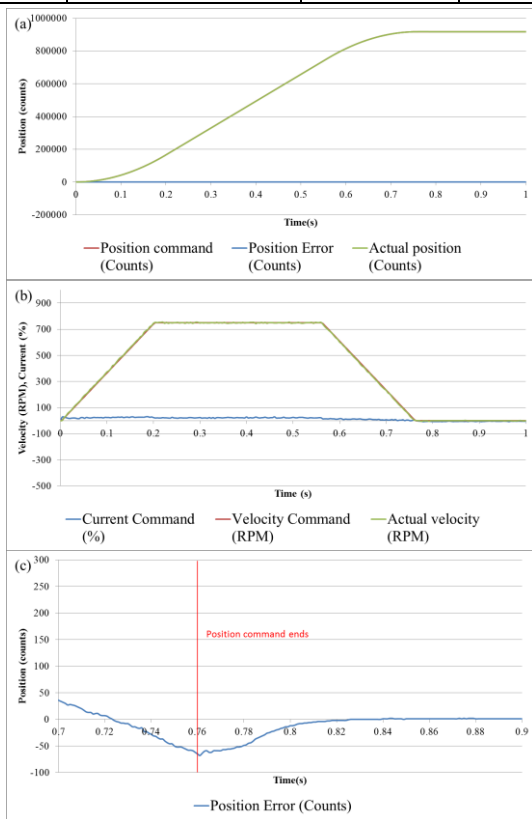 (a)
1000000
800000
600000
400000
200000
0
-200000
Position (counts)
0 0.1 0.2 0.3 0.4 0.5 0.6 0.7 0.8 0.9 1
Time(s)
Position command (Counts)
Position Error (Counts)
Actual position (Counts)
(b)
900
700
500
300
100
-100
-300
-500
Velocity (RPM), Current (%)
0 0.1 0.2 0.3 0.4 0.5 0.6 0.7 0.8 0.9 1
Time (s)
Current Command (%)
Velocity Command (RPM)
Actual velocity (RPM)
(c)
300
250
200
150
100
50
0
-50
-100
Position (counts)
Position command ends
0.7 0.72 0.74 0.76 0.78 0.8 0.82 0.84 0.86 0.88 0.9
Time(s)
Position Error (Counts)